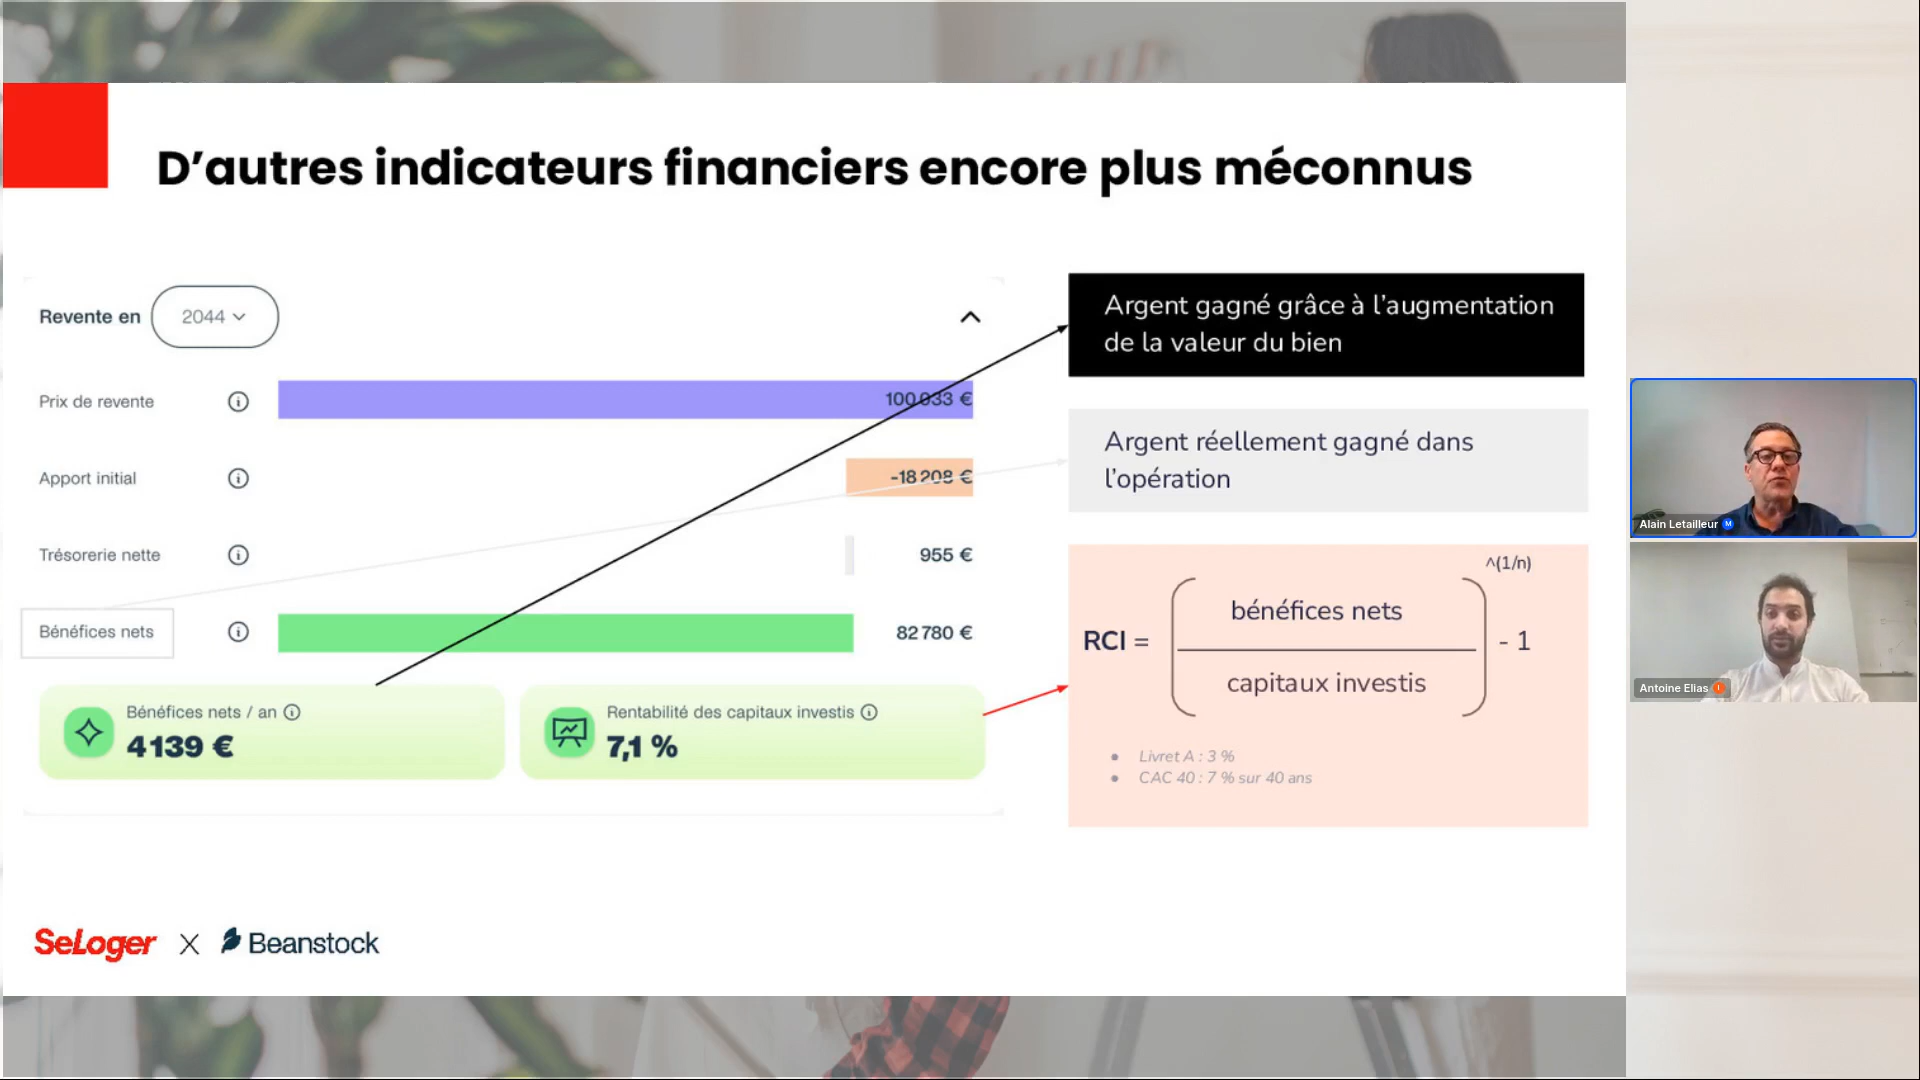 D’autres indicateurs financiers encore plus méconnus
Revente en 2044
Prix de revente 100 033 €
Apport initial -18 208 €
Trésorerie nette 955 €
Bénéfices nets 82 780 €
Bénéfices nets / an
4 139 €
Rentabilité des capitaux investis
7,1 %
Argent gagné grâce à l’augmentation
de la valeur du bien
Argent réellement gagné dans
l’opération
^(1/n)
bénéfices nets
RCI = - 1
capitaux investis
Livret A : 3 %
CAC 40 : 7 % sur 40 ans
SeLoger X Beanstock
Alain Letailleur M
Antoine Elias I